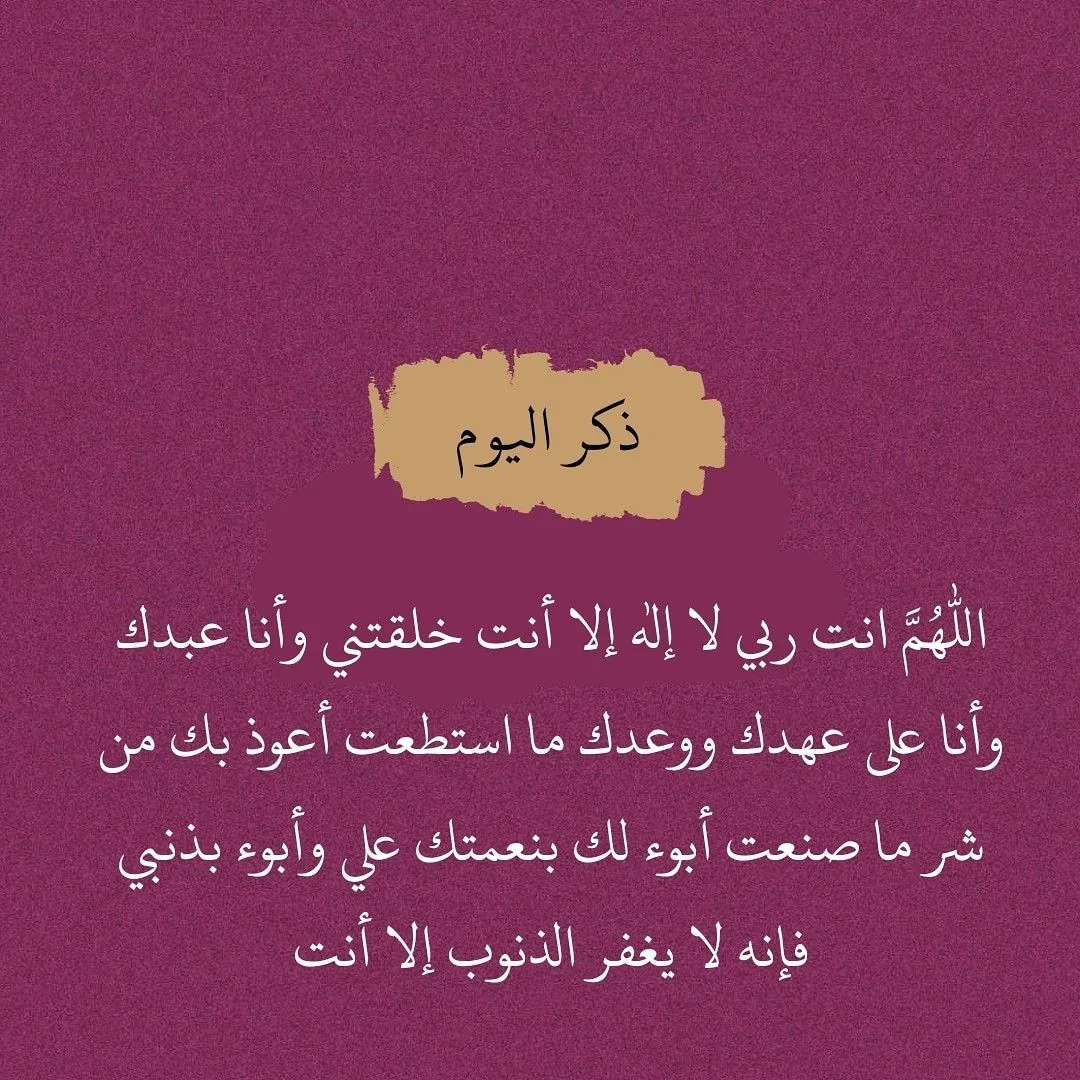 ذكر اليوم
اللّٰهُمَّ انت ربي لا إلٰه إلا أنت خلقتني وأنا عبدك
وأنا على عهدك ووعدك ما استطعت أعوذ بك من
شر ما صنعت أبوء لك بنعمتك علي وأبوء بذنبي
فإنه لا يغفر الذنوب إلا أنت